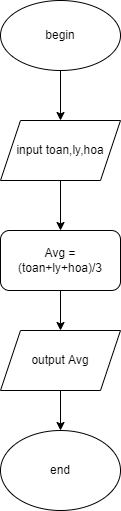 begin
input toan,ly,hoa
Avg =
(toan+ly+hoa)/3
output Avg
end